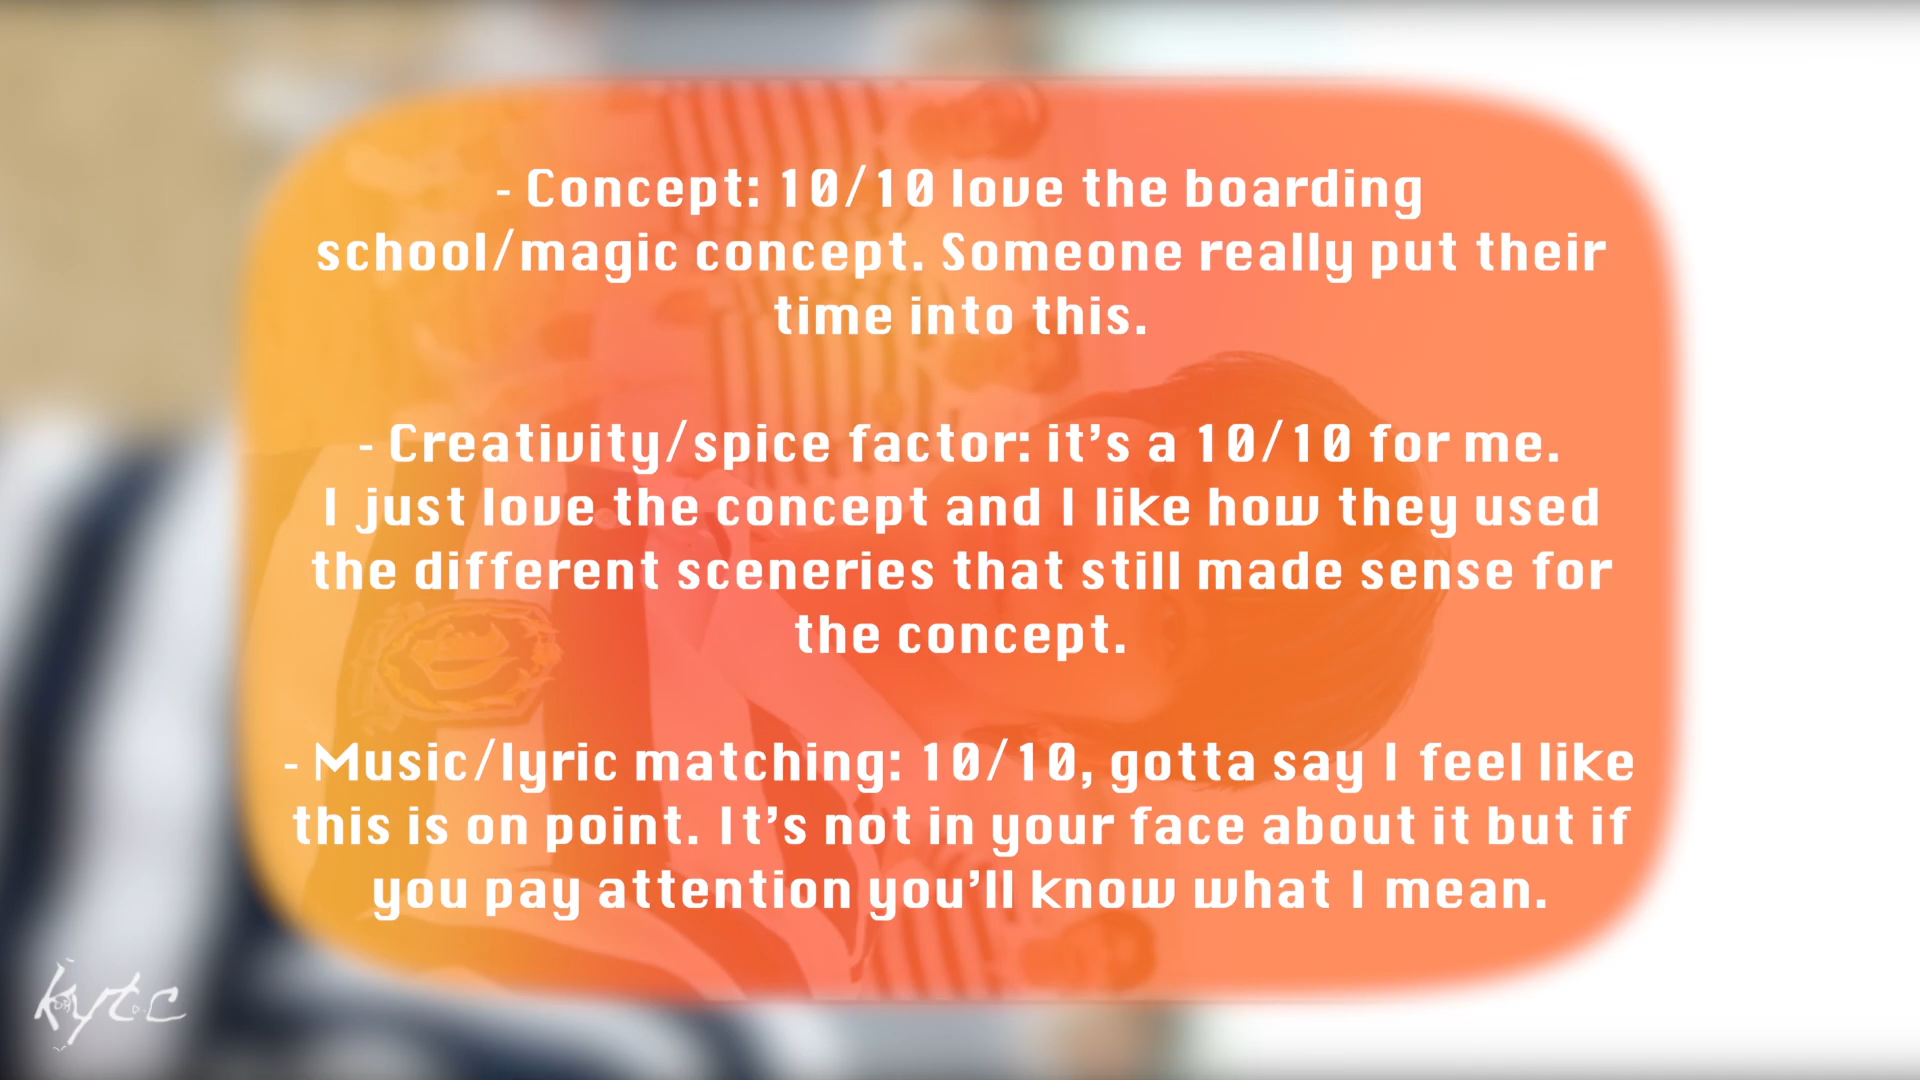 - Concept: 10/10 love the boarding
school/magic concept. Someone really put their
time into this.
- Creativity/spice factor: it's a 10/10 for me.
I just love the concept and I like how they used
the different sceneries that still made sense for
the concept.
- Music/lyric matching: 10/10, gotta say I feel like
this is on point. It's not in your face about it but if
you pay attention you'll know what I mean.
kytc